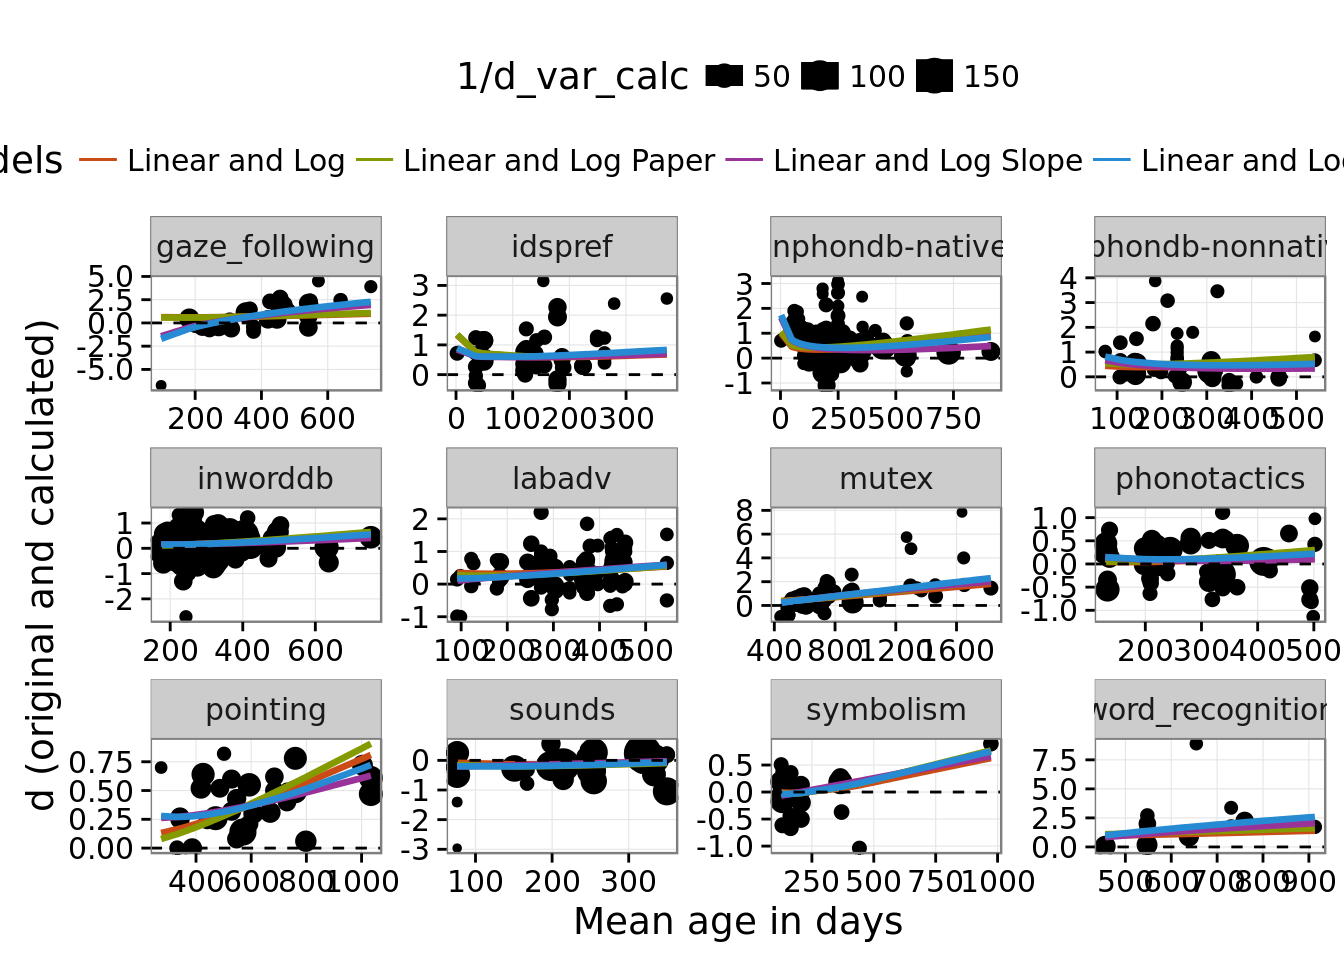 1/d_var_calc 50 100 150
dels Linear and Log Linear and Log Paper Linear and Log Slope Linear and Lo
gaze_following idspref nphondb-native phondb-nonnativ
5.0 2.5 0.0 -2.5 -5.0
3 2 1 0
3 2 1 0 -1
4 3 2 1 0
200 400 600
0 100 200 300
0 250 500 750
100 200 300 400 500
inworddb labadv mutex phonotactics
1 0 -1 -2
2 1 0 -1
8 6 4 2 0
1.0 0.5 0.0 -0.5 -1.0
200 400 600
100 200 300 400 500
400 800 1200 1600
200 300 400 500
pointing sounds symbolism word_recognition
0.75 0.50 0.25 0.00
0 -1 -2 -3
0.5 0.0 -0.5 -1.0
7.5 5.0 2.5 0.0
400 600 800 1000
100 200 300
250 500 750 1000
500 600 700 800 900
Mean age in days
d (original and calculated)